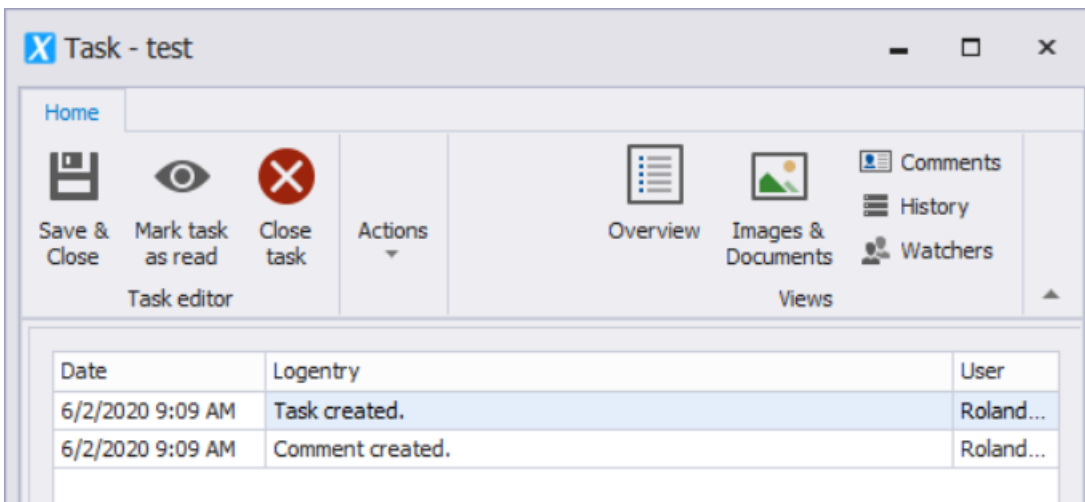 X Task - test
Home
Save & Close
Mark task as read
Close task
Actions
Overview
Images & Documents
Comments
History
Watchers
Task editor
Views
Date Logentry User
6/2/2020 9:09 AM Task created. Roland...
6/2/2020 9:09 AM Comment created. Roland...